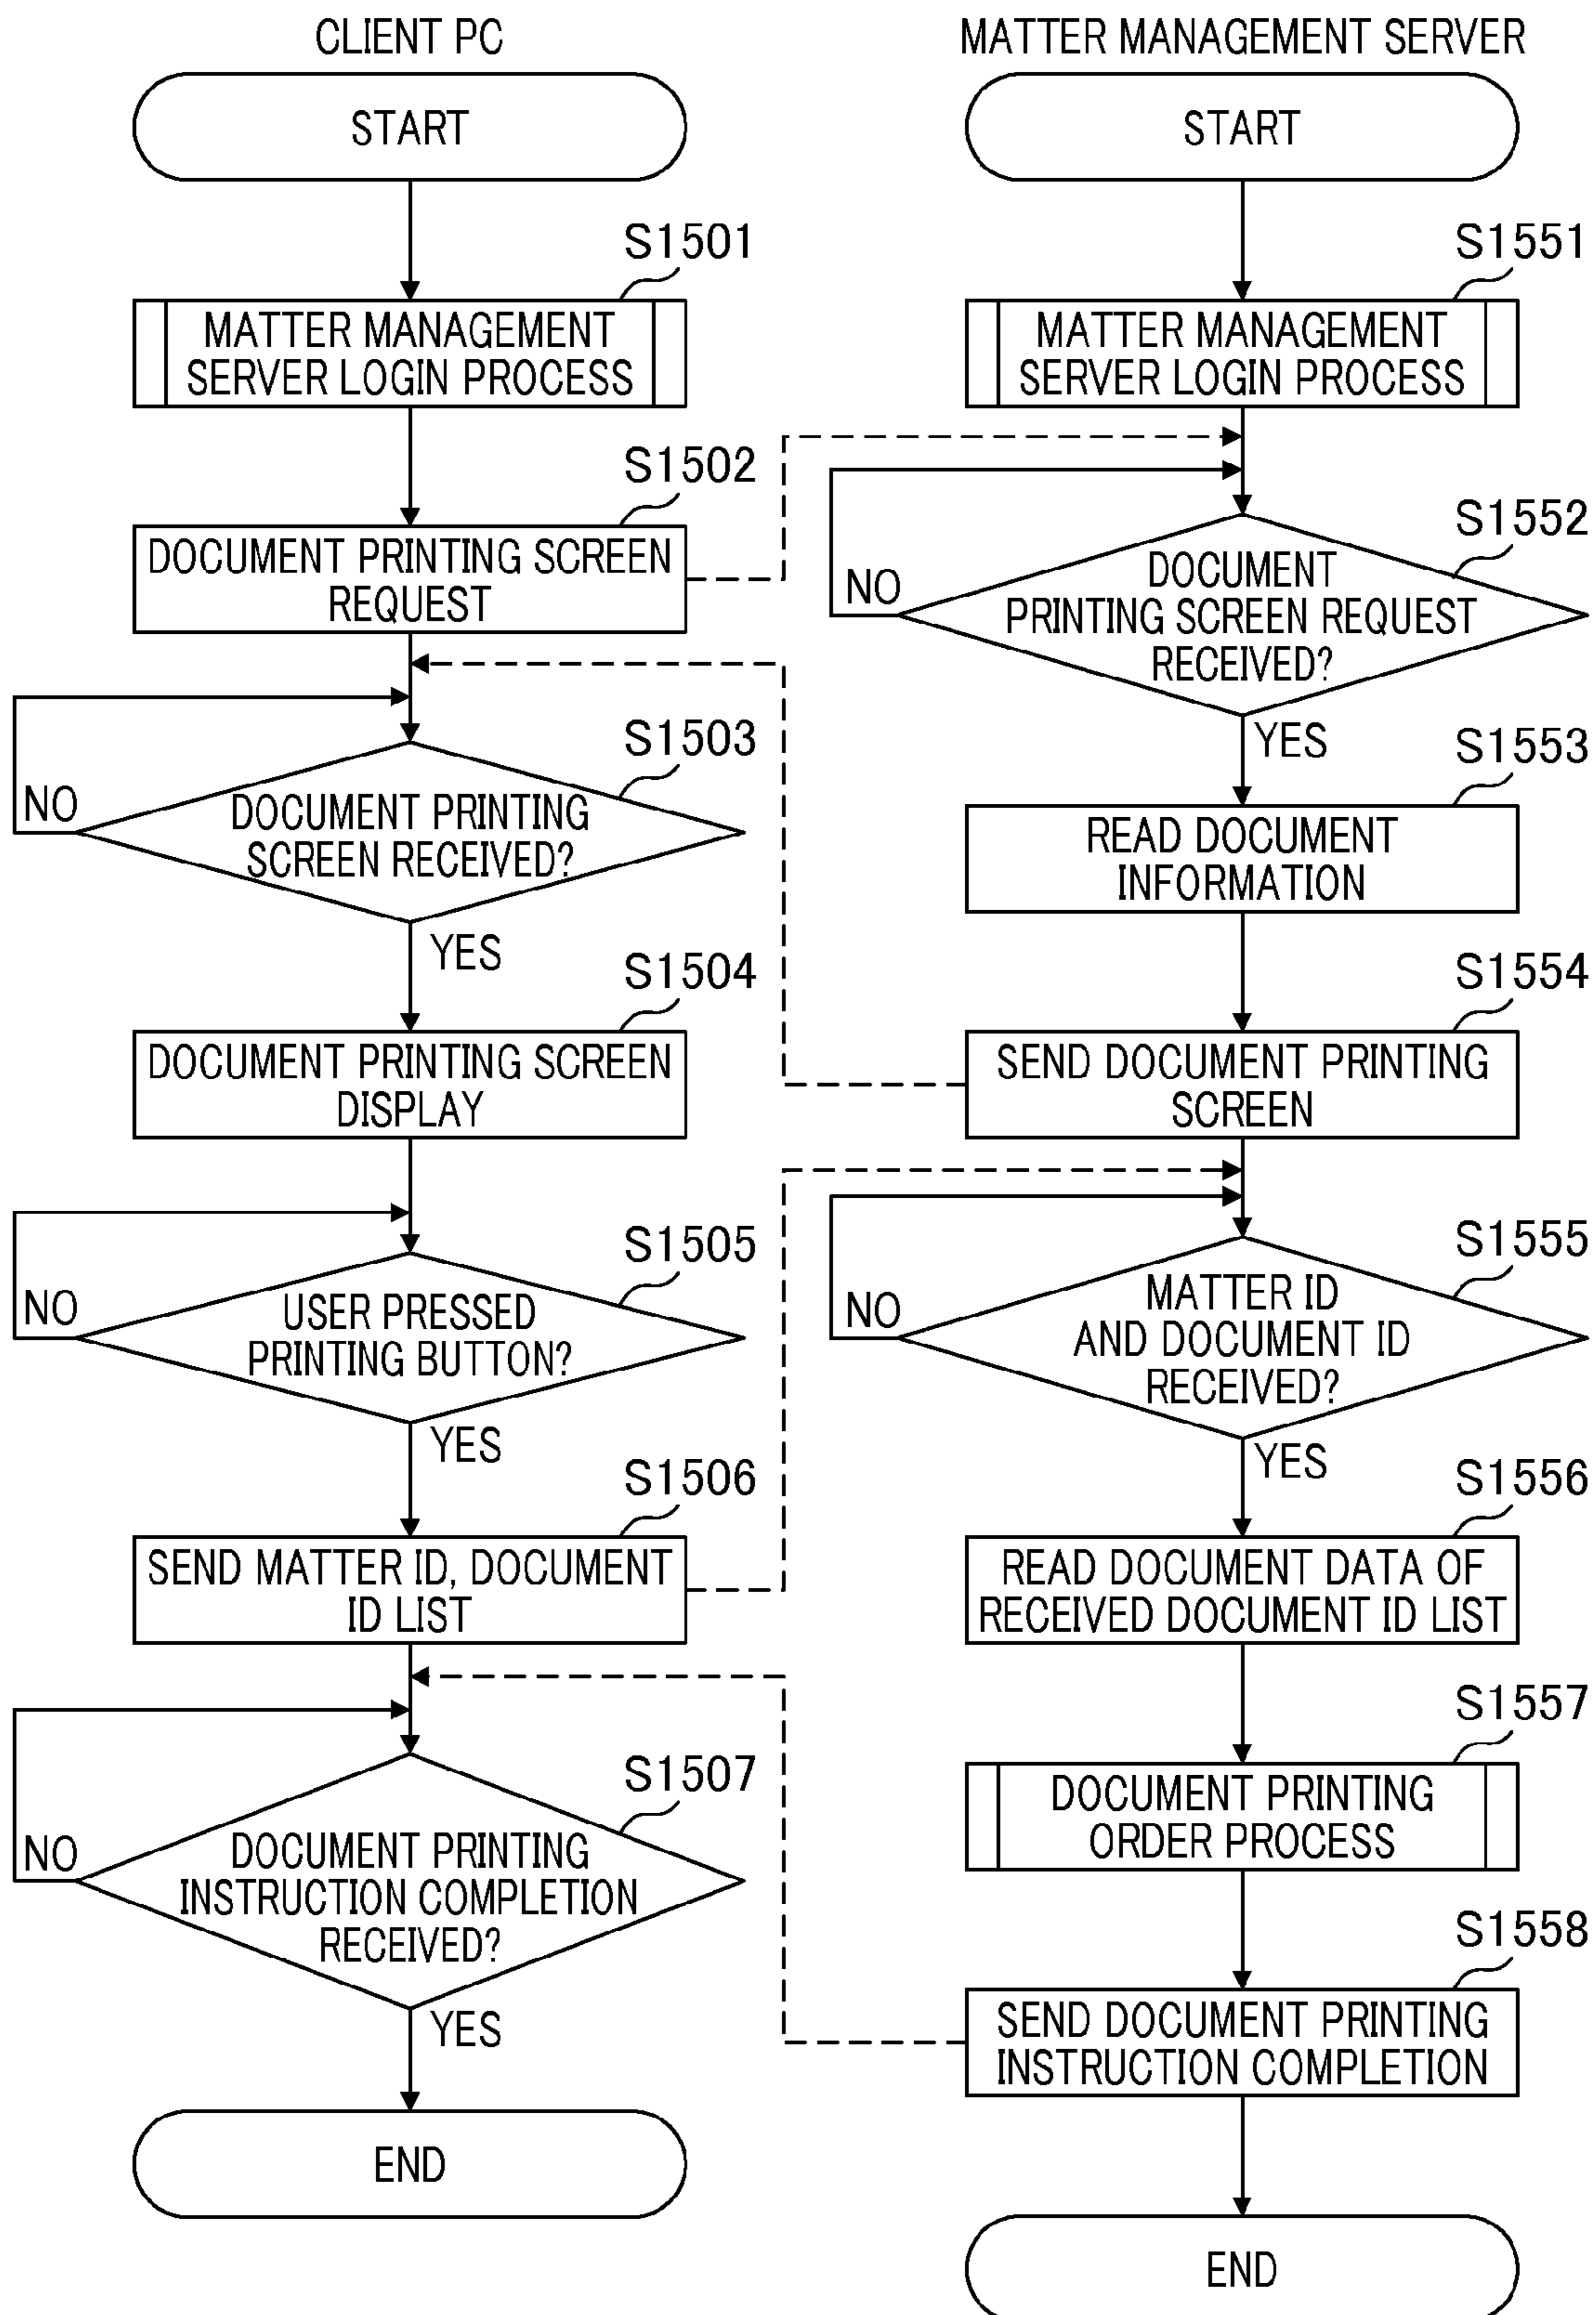 CLIENT PC
START
S1501
MATTER MANAGEMENT
SERVER LOGIN PROCESS
S1502
DOCUMENT PRINTING SCREEN
REQUEST
S1503
NO
DOCUMENT PRINTING
SCREEN RECEIVED?
YES
S1504
DOCUMENT PRINTING SCREEN
DISPLAY
S1505
NO
USER PRESSED
PRINTING BUTTON?
YES
S1506
SEND MATTER ID, DOCUMENT
ID LIST
S1507
NO
DOCUMENT PRINTING
INSTRUCTION COMPLETION
RECEIVED?
YES
END
MATTER MANAGEMENT SERVER
START
S1551
MATTER MANAGEMENT
SERVER LOGIN PROCESS
S1552
NO
DOCUMENT
PRINTING SCREEN REQUEST
RECEIVED?
YES
S1553
READ DOCUMENT
INFORMATION
S1554
SEND DOCUMENT PRINTING
SCREEN
S1555
NO
MATTER ID
AND DOCUMENT ID
RECEIVED?
YES
S1556
READ DOCUMENT DATA OF
RECEIVED DOCUMENT ID LIST
S1557
DOCUMENT PRINTING
ORDER PROCESS
S1558
SEND DOCUMENT PRINTING
INSTRUCTION COMPLETION
END